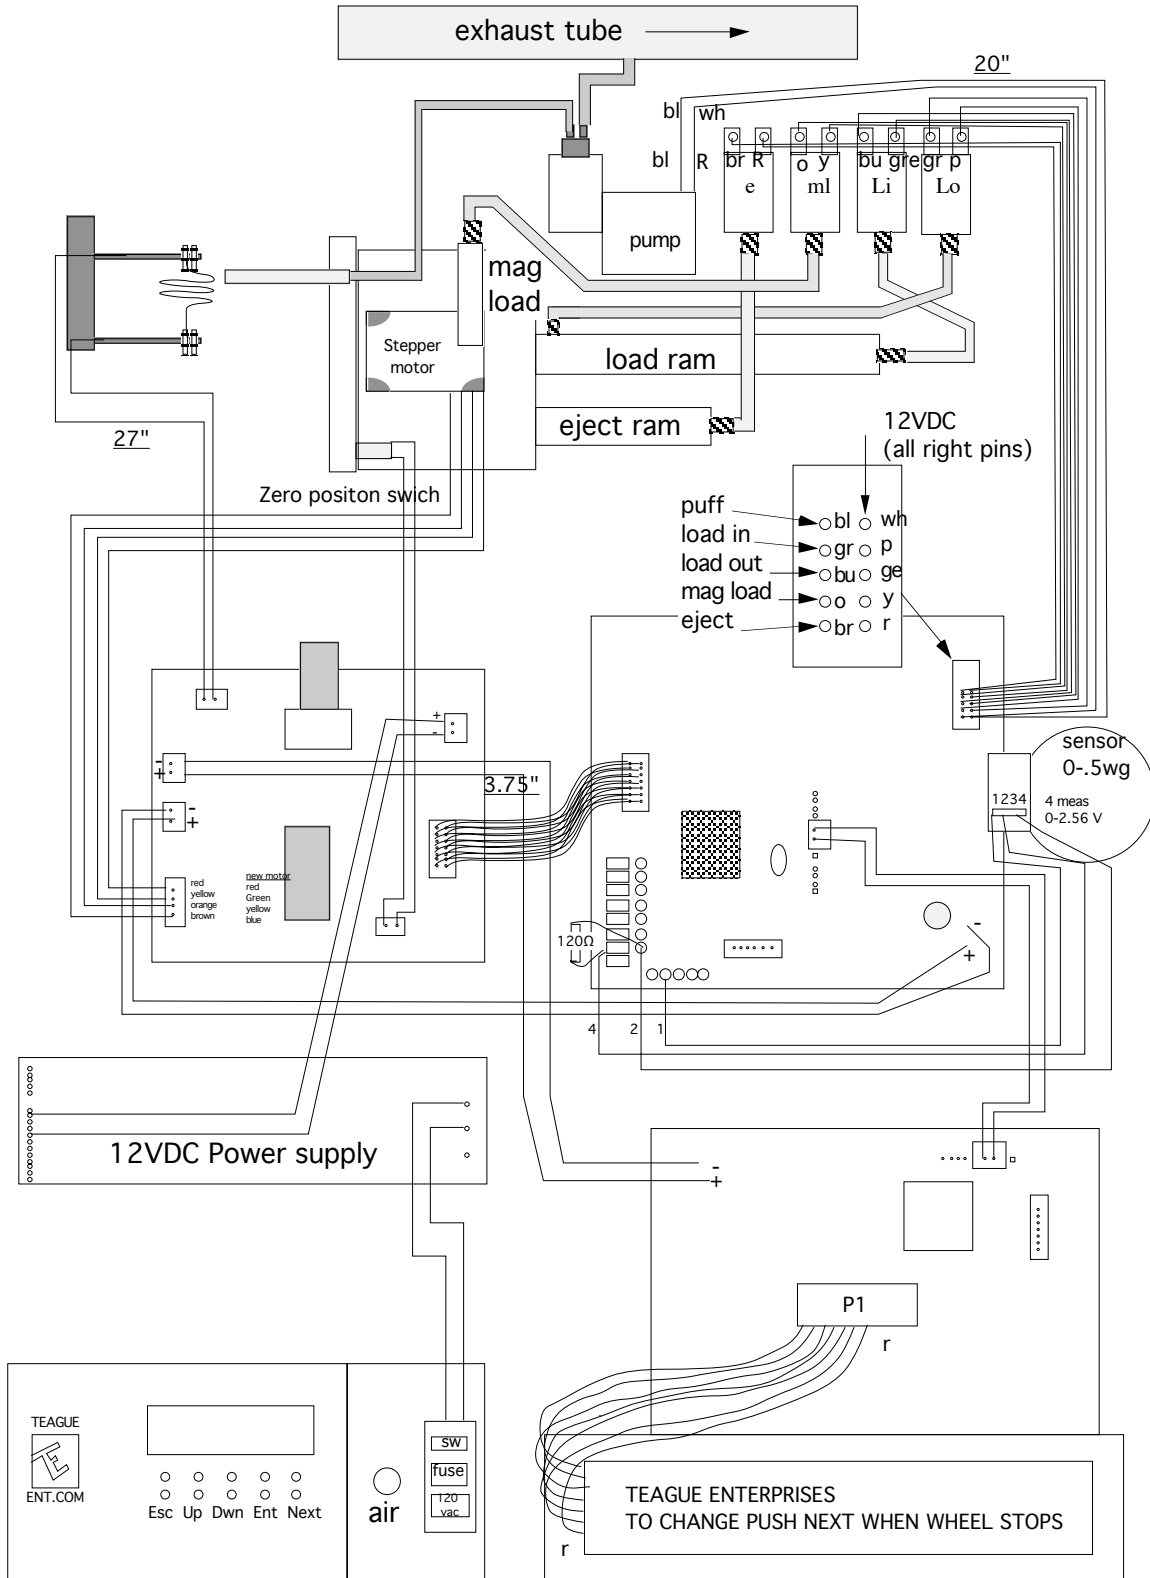 exhaust tube
20"
bl wh
bl R br R o y bu gre gr p
e ml Li Lo
pump
mag
load
Stepper
motor
load ram
eject ram
27"
Zero positon swich
12VDC
(all right pins)
puff bl wh
load in gr p
load out bu ge
mag load o y
eject br r
+
-
-
+
3.75"
-
+
sensor
0-.5wg
1234
4 meas
0-2.56 V
red
yellow
orange
brown
new motor
red
Green
yellow
blue
120Ω
-
+
4 2 1
12VDC Power supply
-
+
P1
r
TEAGUE
TE
ENT.COM
Esc Up Dwn Ent Next
air
sw
fuse
120
vac
TEAGUE ENTERPRISES
TO CHANGE PUSH NEXT WHEN WHEEL STOPS
r